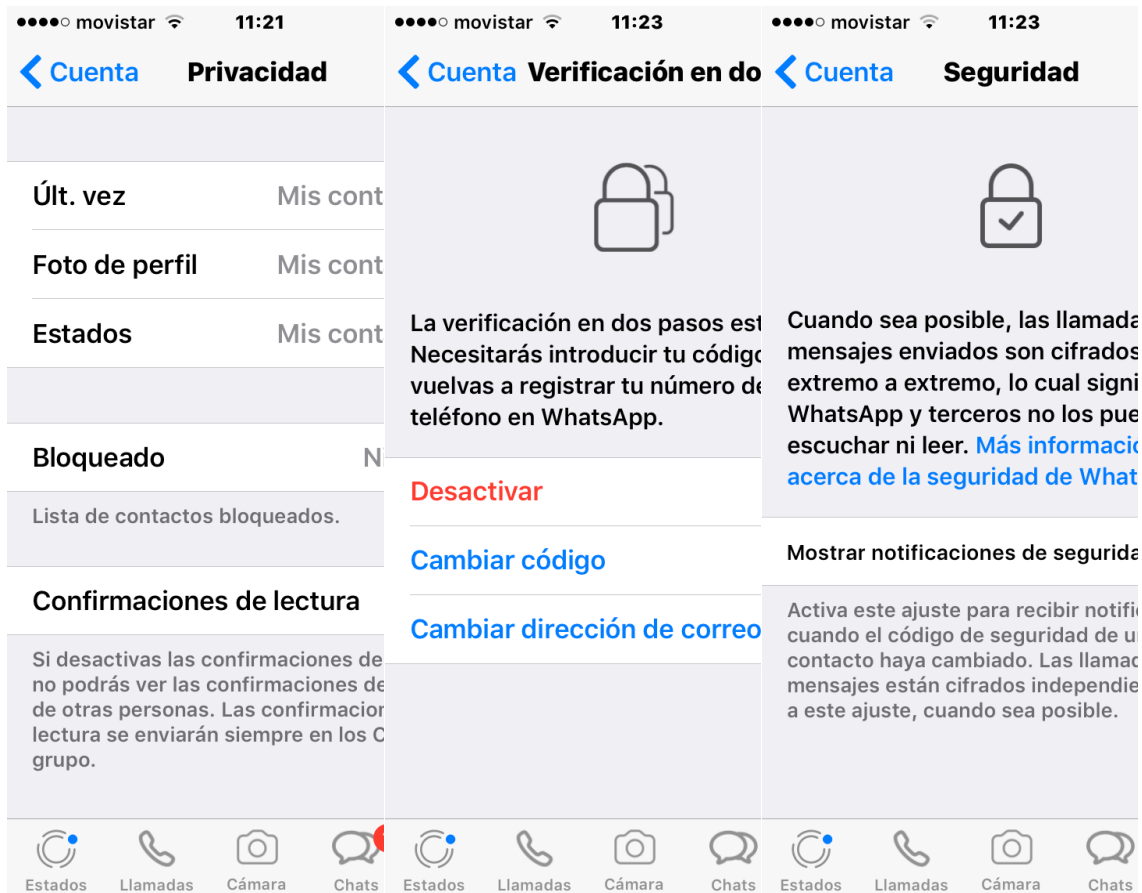 movistar 11:21
Cuenta Privacidad
Últ. vez Mis cont
Foto de perfil Mis cont
Estados Mis cont
Bloqueado
Lista de contactos bloqueados.
Confirmaciones de lectura
Si desactivas las confirmaciones de
no podrás ver las confirmaciones de
de otras personas. Las confirmacion
lectura se enviarán siempre en los C
grupo.
Estados Llamadas Cámara Chats
movistar 11:23
Cuenta Verificación en do
La verificación en dos pasos est
Necesitarás introducir tu código
vuelvas a registrar tu número de
teléfono en WhatsApp.
Desactivar
Cambiar código
Cambiar dirección de correo
Estados Llamadas Cámara Chats
movistar 11:23
Cuenta Seguridad
Cuando sea posible, las llamada
mensajes enviados son cifrados
extremo a extremo, lo cual signi
WhatsApp y terceros no los pue
escuchar ni leer. Más informació
acerca de la seguridad de What
Mostrar notificaciones de segurida
Activa este ajuste para recibir notifi
cuando el código de seguridad de u
contacto haya cambiado. Las llamad
mensajes están cifrados independie
a este ajuste, cuando sea posible.
Estados Llamadas Cámara Chats